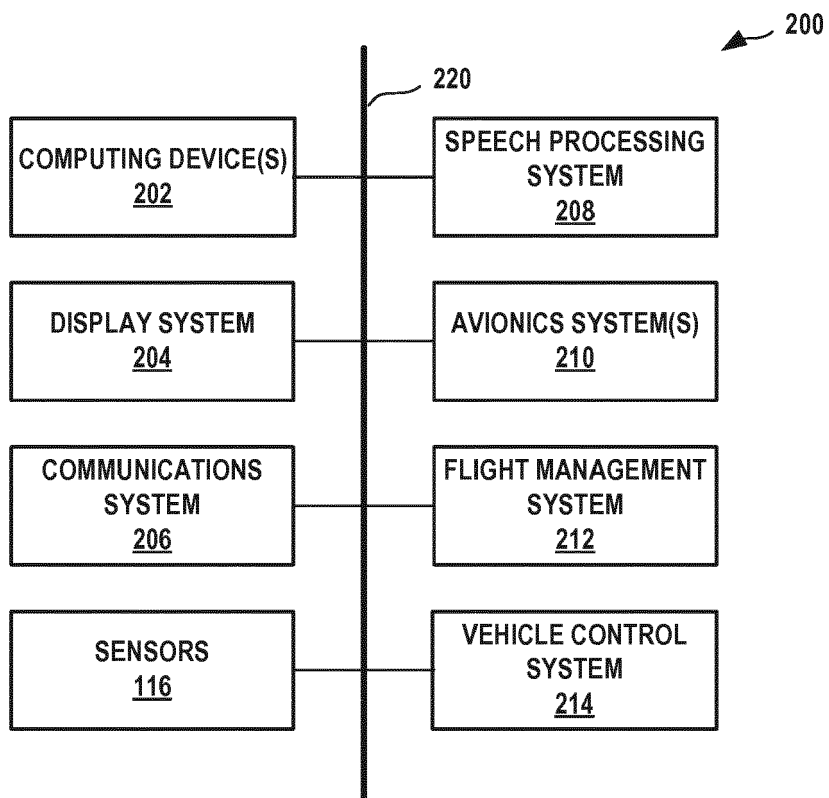 200
220
COMPUTING DEVICE(S)
202
SPEECH PROCESSING
SYSTEM
208
DISPLAY SYSTEM
204
AVIONICS SYSTEM(S)
210
COMMUNICATIONS
SYSTEM
206
FLIGHT MANAGEMENT
SYSTEM
212
SENSORS
116
VEHICLE CONTROL
SYSTEM
214